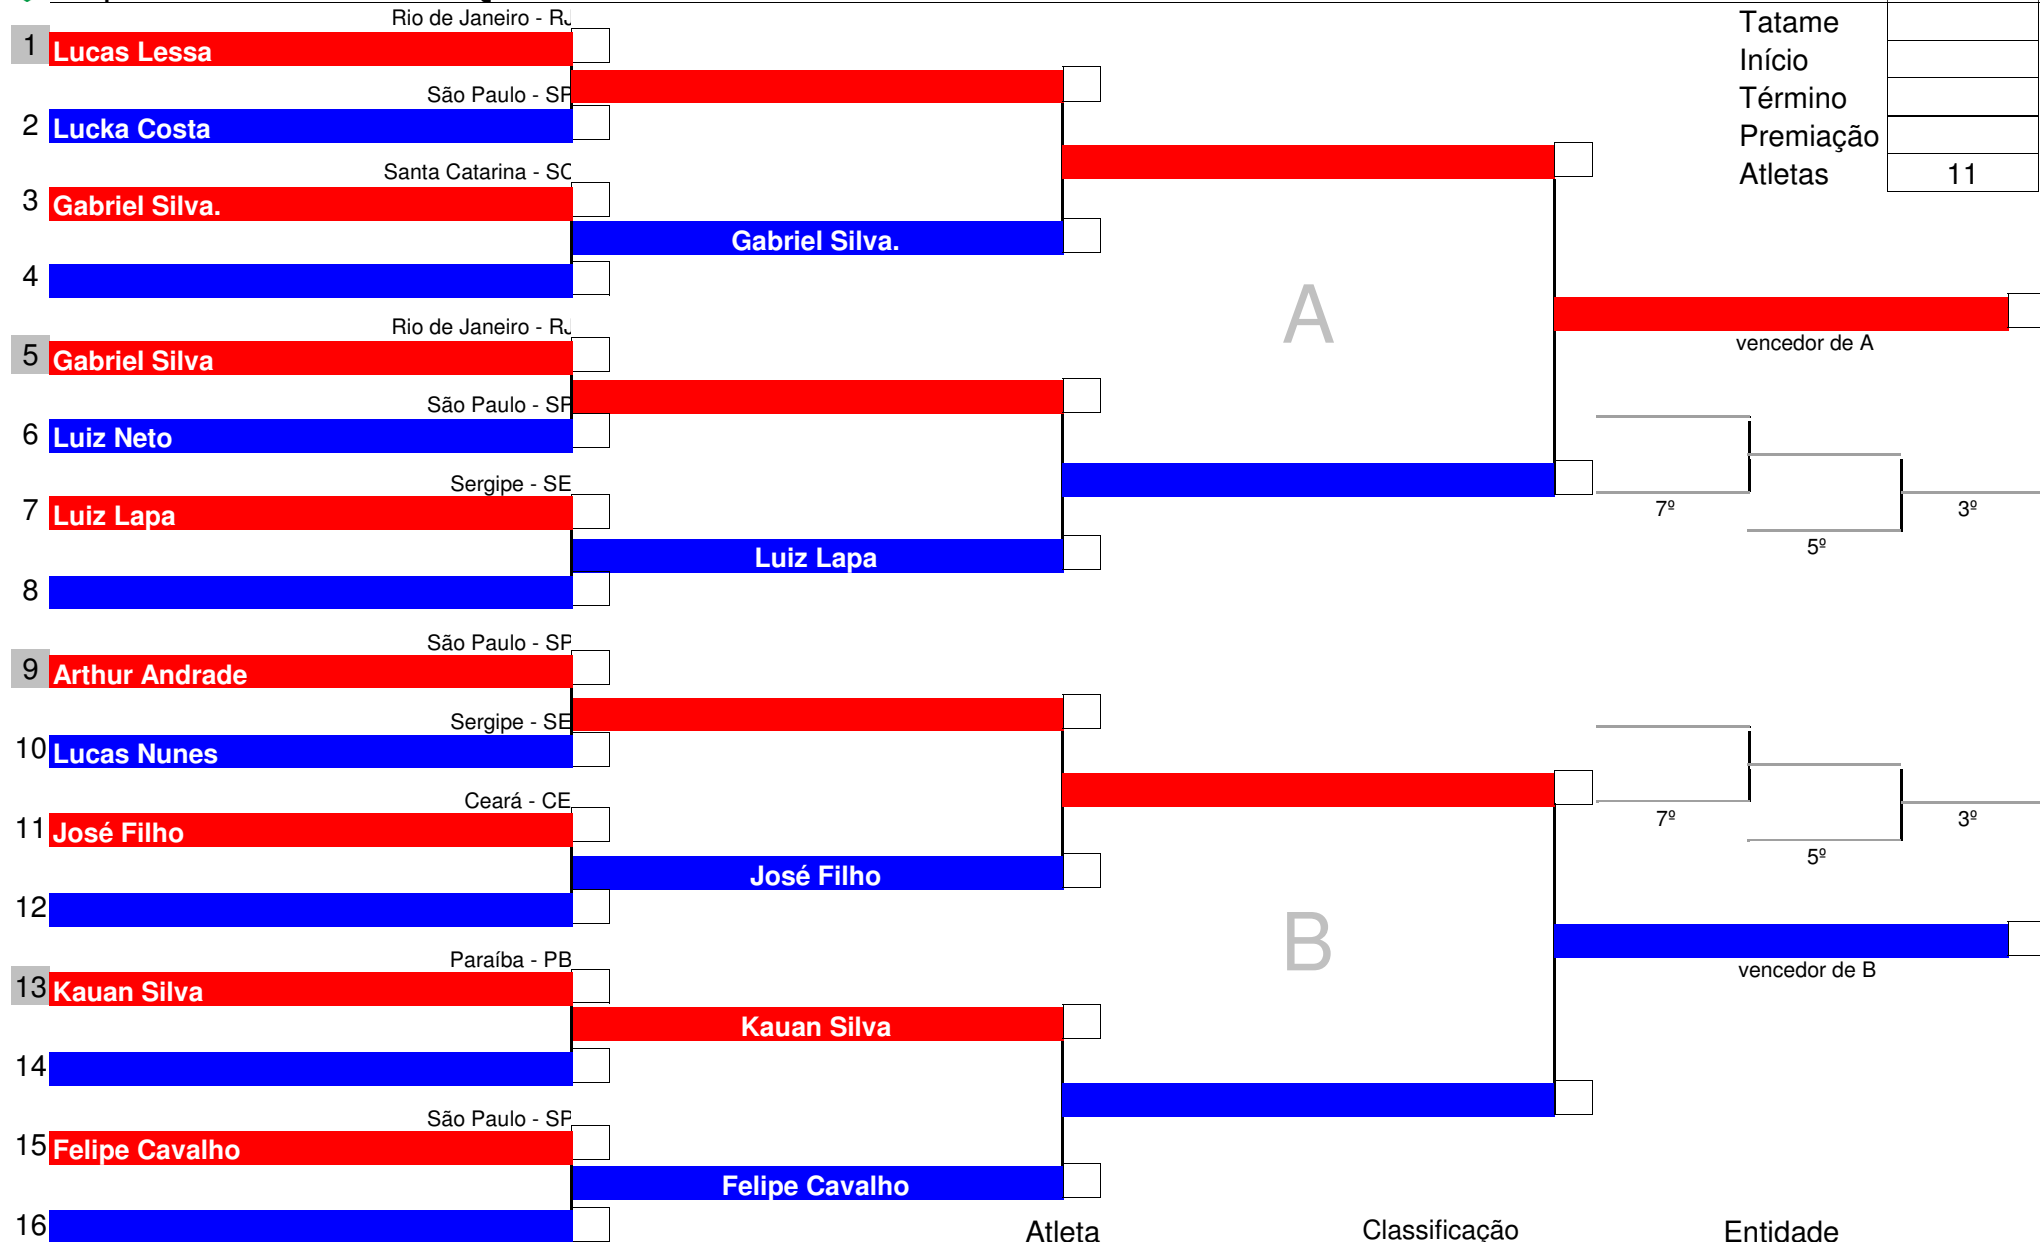 Rio de Janeiro - RJ
1 Lucas Lessa
São Paulo - SP
2 Lucka Costa
Santa Catarina - SC
3 Gabriel Silva.
Gabriel Silva.
4
Rio de Janeiro - RJ
5 Gabriel Silva
São Paulo - SP
6 Luiz Neto
Sergipe - SE
7 Luiz Lapa
Luiz Lapa
8
São Paulo - SP
9 Arthur Andrade
Sergipe - SE
10 Lucas Nunes
Ceará - CE
11 José Filho
José Filho
12
Paraíba - PB
13 Kauan Silva
Kauan Silva
14
São Paulo - SP
15 Felipe Cavalho
Felipe Cavalho
16
A
B
Tatame
Início
Término
Premiação
Atletas 11
vencedor de A
7º
3º
5º
7º
3º
5º
vencedor de B
Atleta Classificação Entidade